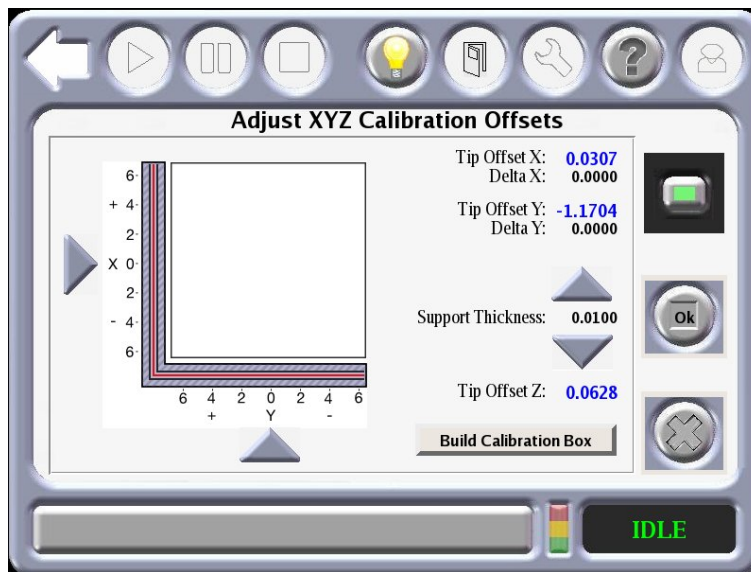 Adjust XYZ Calibration Offsets
Tip Offset X: 0.0307
Delta X: 0.0000
Tip Offset Y: -1.1704
Delta Y: 0.0000
6
+ 4
2
X 0
2
- 4
6
6 4 2 0 2 4 6
+ Y -
Support Thickness: 0.0100
Tip Offset Z: 0.0628
Build Calibration Box
?
Ok
IDLE